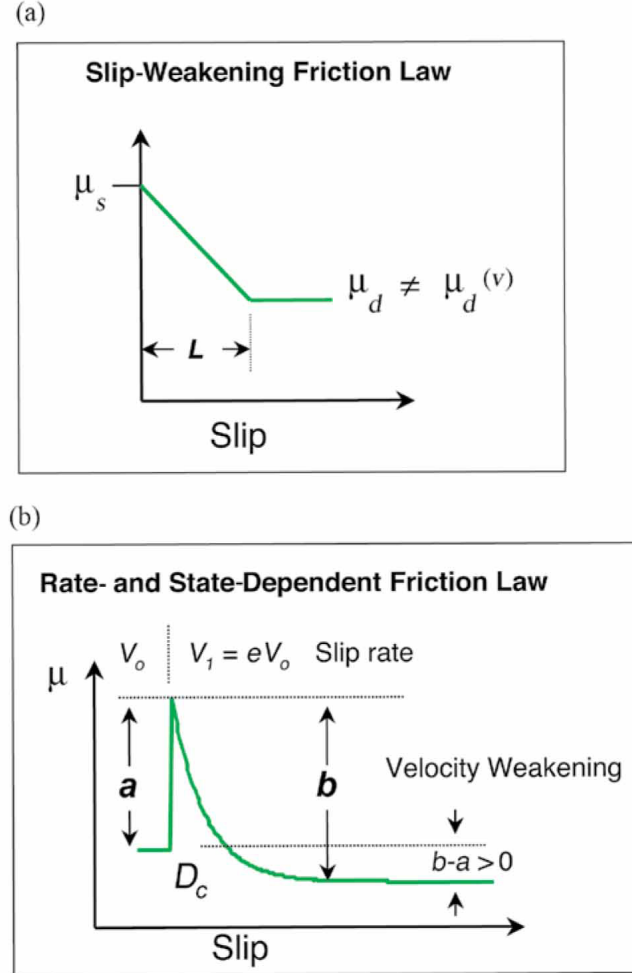 (a)
Slip-Weakening Friction Law
μs
μd ≠ μd(v)
L
Slip
(b)
Rate- and State-Dependent Friction Law
Vo V1 = eVo Slip rate
μ
Velocity Weakening
a b
b-a > 0
Dc
Slip